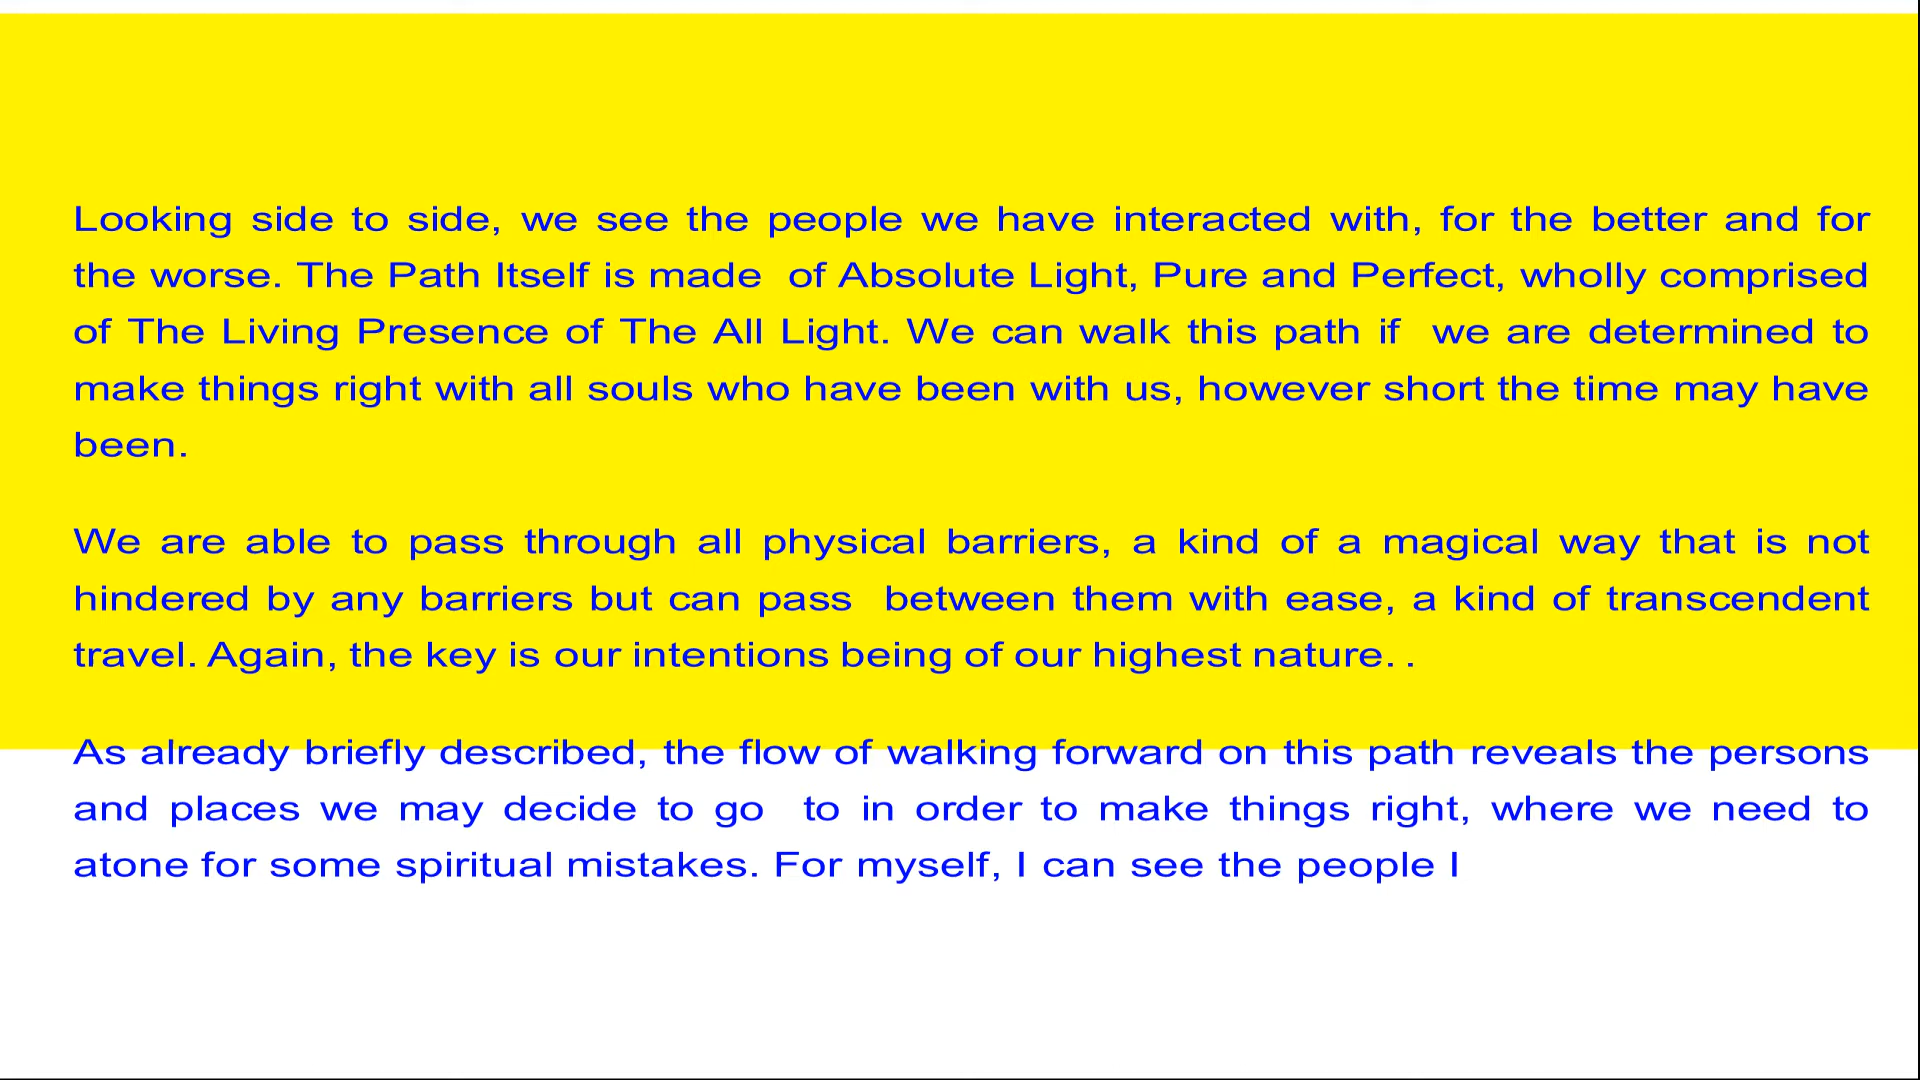 Looking side to side, we see the people we have interacted with, for the better and for
the worse. The Path Itself is made  of Absolute Light, Pure and Perfect, wholly comprised
of The Living Presence of The All Light. We can walk this path if  we are determined to
make things right with all souls who have been with us, however short the time may have
been.
We are able to pass through all physical barriers, a kind of a magical way that is not
hindered by any barriers but can pass  between them with ease, a kind of transcendent
travel. Again, the key is our intentions being of our highest nature. .
As already briefly described, the flow of walking forward on this path reveals the persons
and places we may decide to go  to in order to make things right, where we need to
atone for some spiritual mistakes. For myself, I can see the people I